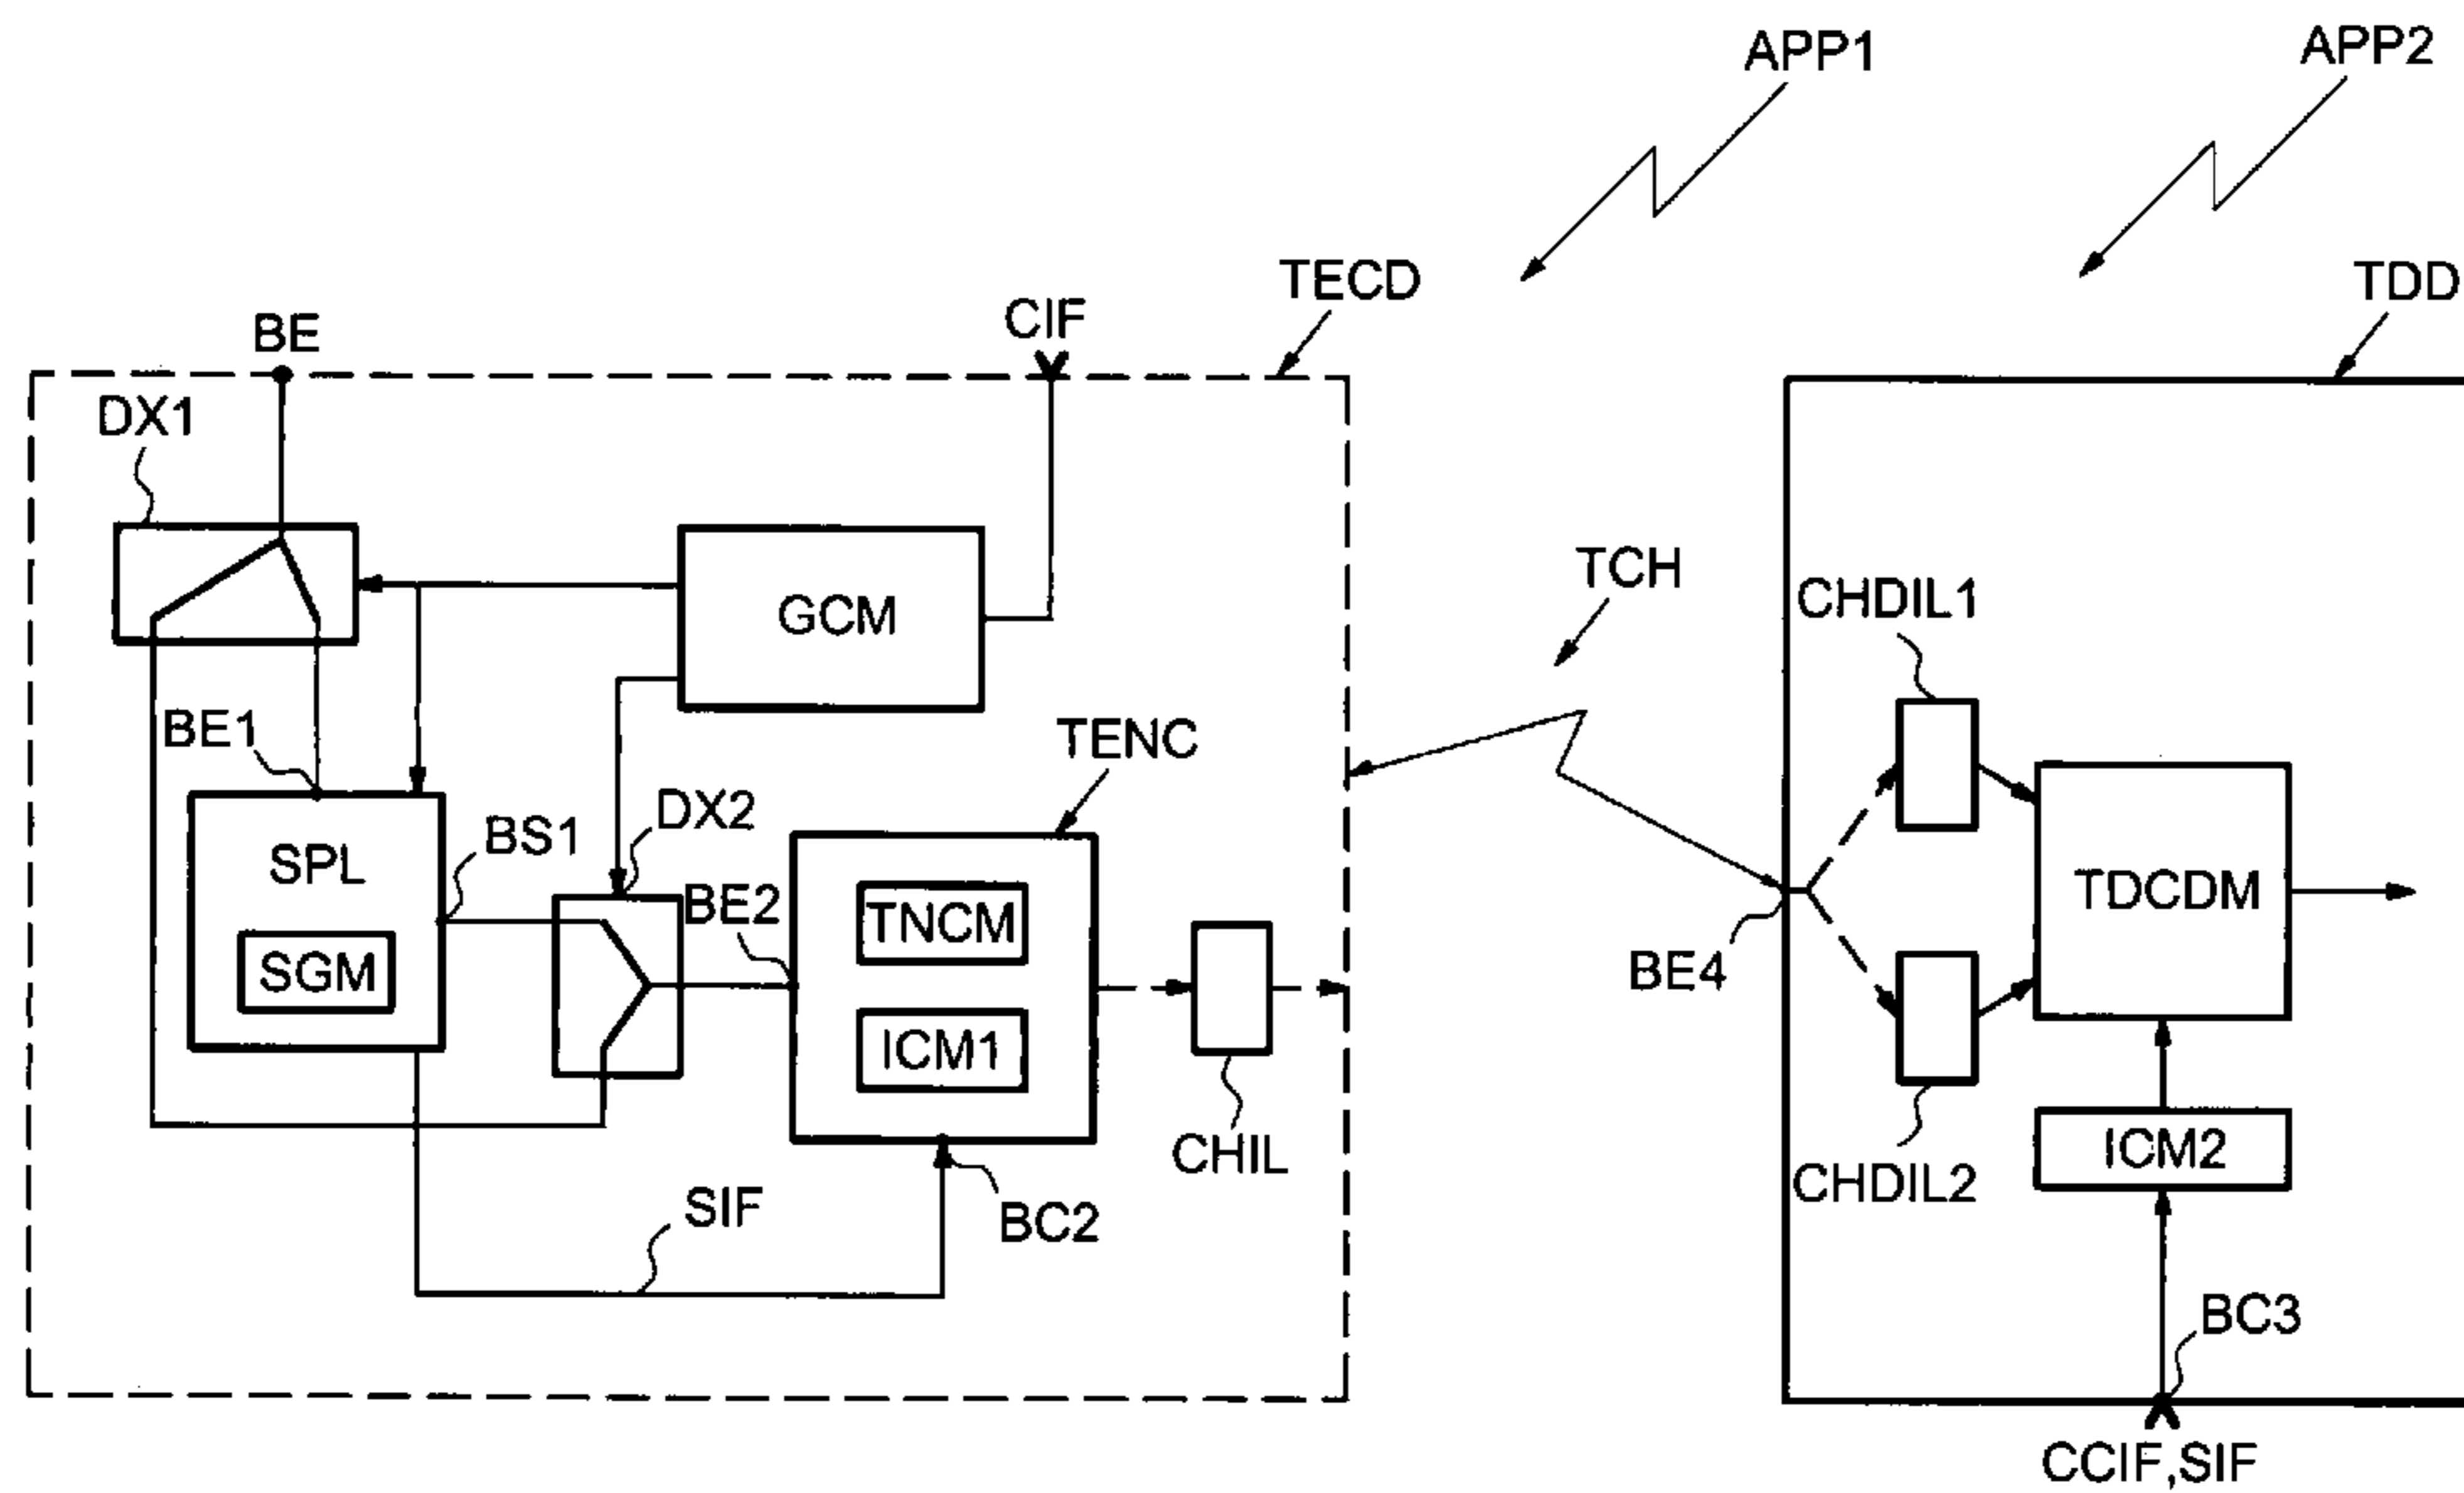 APP1
APP2
TECD
TDD
CIF
BE
DX1
TCH
CHDIL1
GCM
BE1
TENC
DX2
BS1
SPL
BE2
TDCDM
TNCM
SGM
BE4
ICM1
ICM2
CHIL
CHDIL2
SIF
BC2
BC3
CCIF,SIF